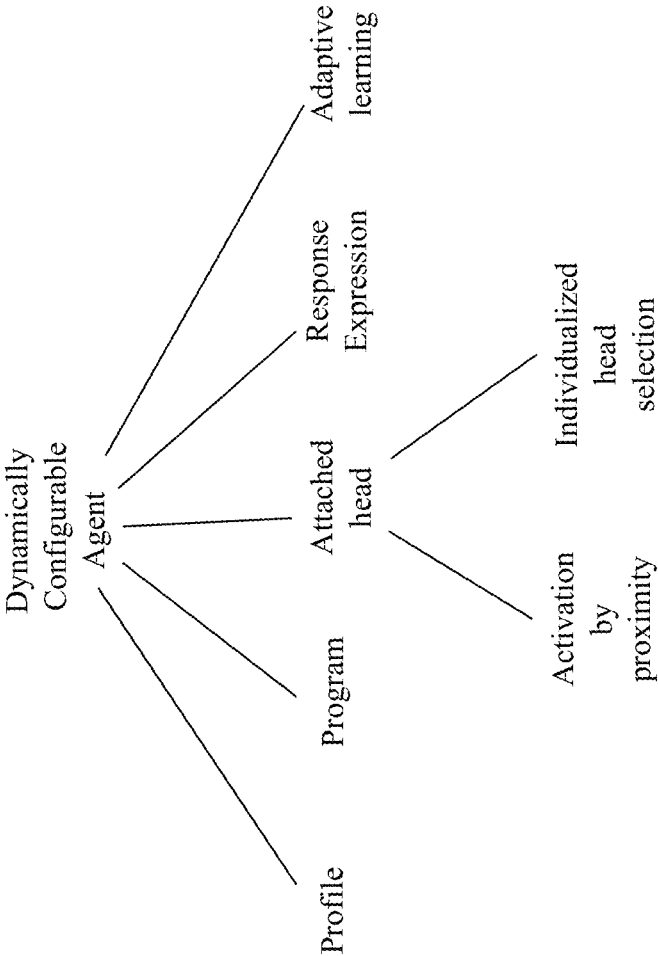 Dynamically
Configurable
Agent
Profile
Program
Attached
head
Response
Expression
Adaptive
learning
Activation
by
proximity
Individualized
head
selection